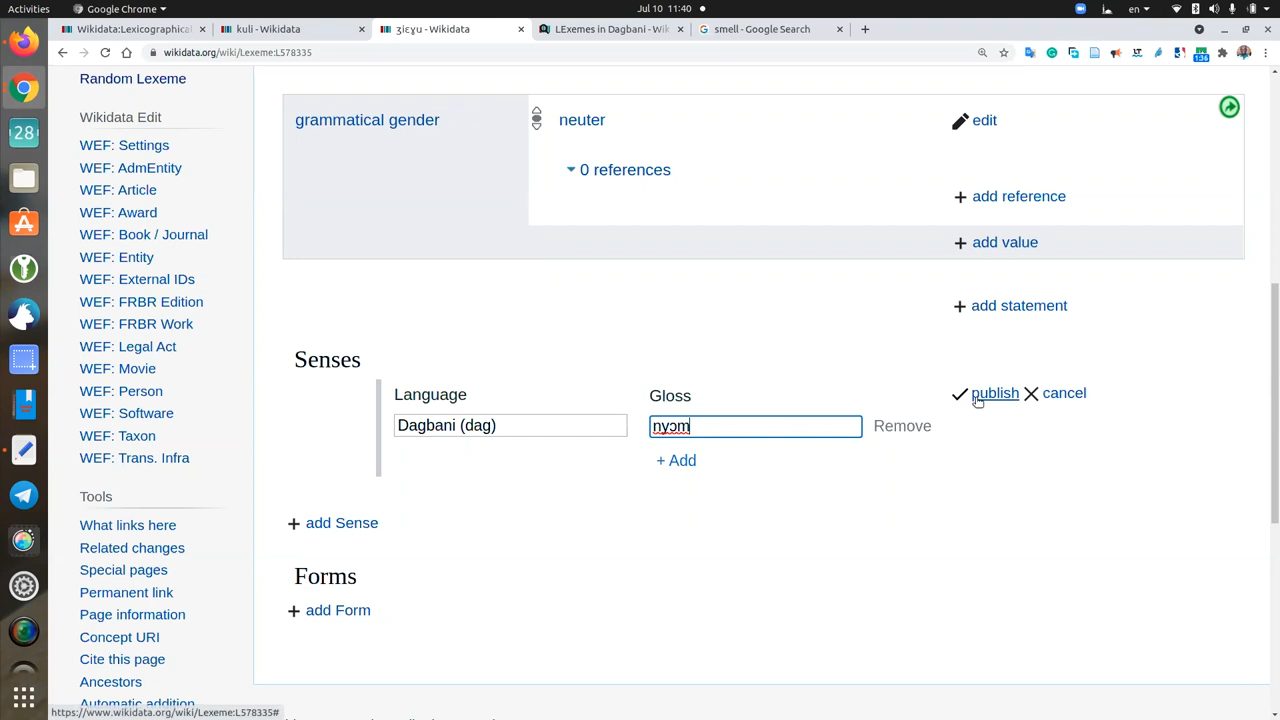 Activities
Google Chrome
Jul 10 11:40
en
Wikidata:Lexicographical
kuli - Wikidata
ʒiɛɣu - Wikidata
LExemes in Dagbani - Wik
smell - Google Search
wikidata.org/wiki/Lexeme:L578335
1:36
28
Random Lexeme
Wikidata Edit
WEF: Settings
WEF: AdmEntity
WEF: Article
WEF: Award
WEF: Book / Journal
WEF: Entity
WEF: External IDs
WEF: FRBR Edition
WEF: FRBR Work
WEF: Legal Act
WEF: Movie
WEF: Person
WEF: Software
WEF: Taxon
WEF: Trans. Infra
Tools
What links here
Related changes
Special pages
Permanent link
Page information
Concept URI
Cite this page
Ancestors
Automatic addition
grammatical gender
neuter
edit
0 references
+ add reference
+ add value
+ add statement
Senses
Language
Gloss
publish
cancel
Dagbani (dag)
nyɔm
Remove
+ Add
+ add Sense
Forms
+ add Form
https://www.wikidata.org/wiki/Lexeme:L578335#